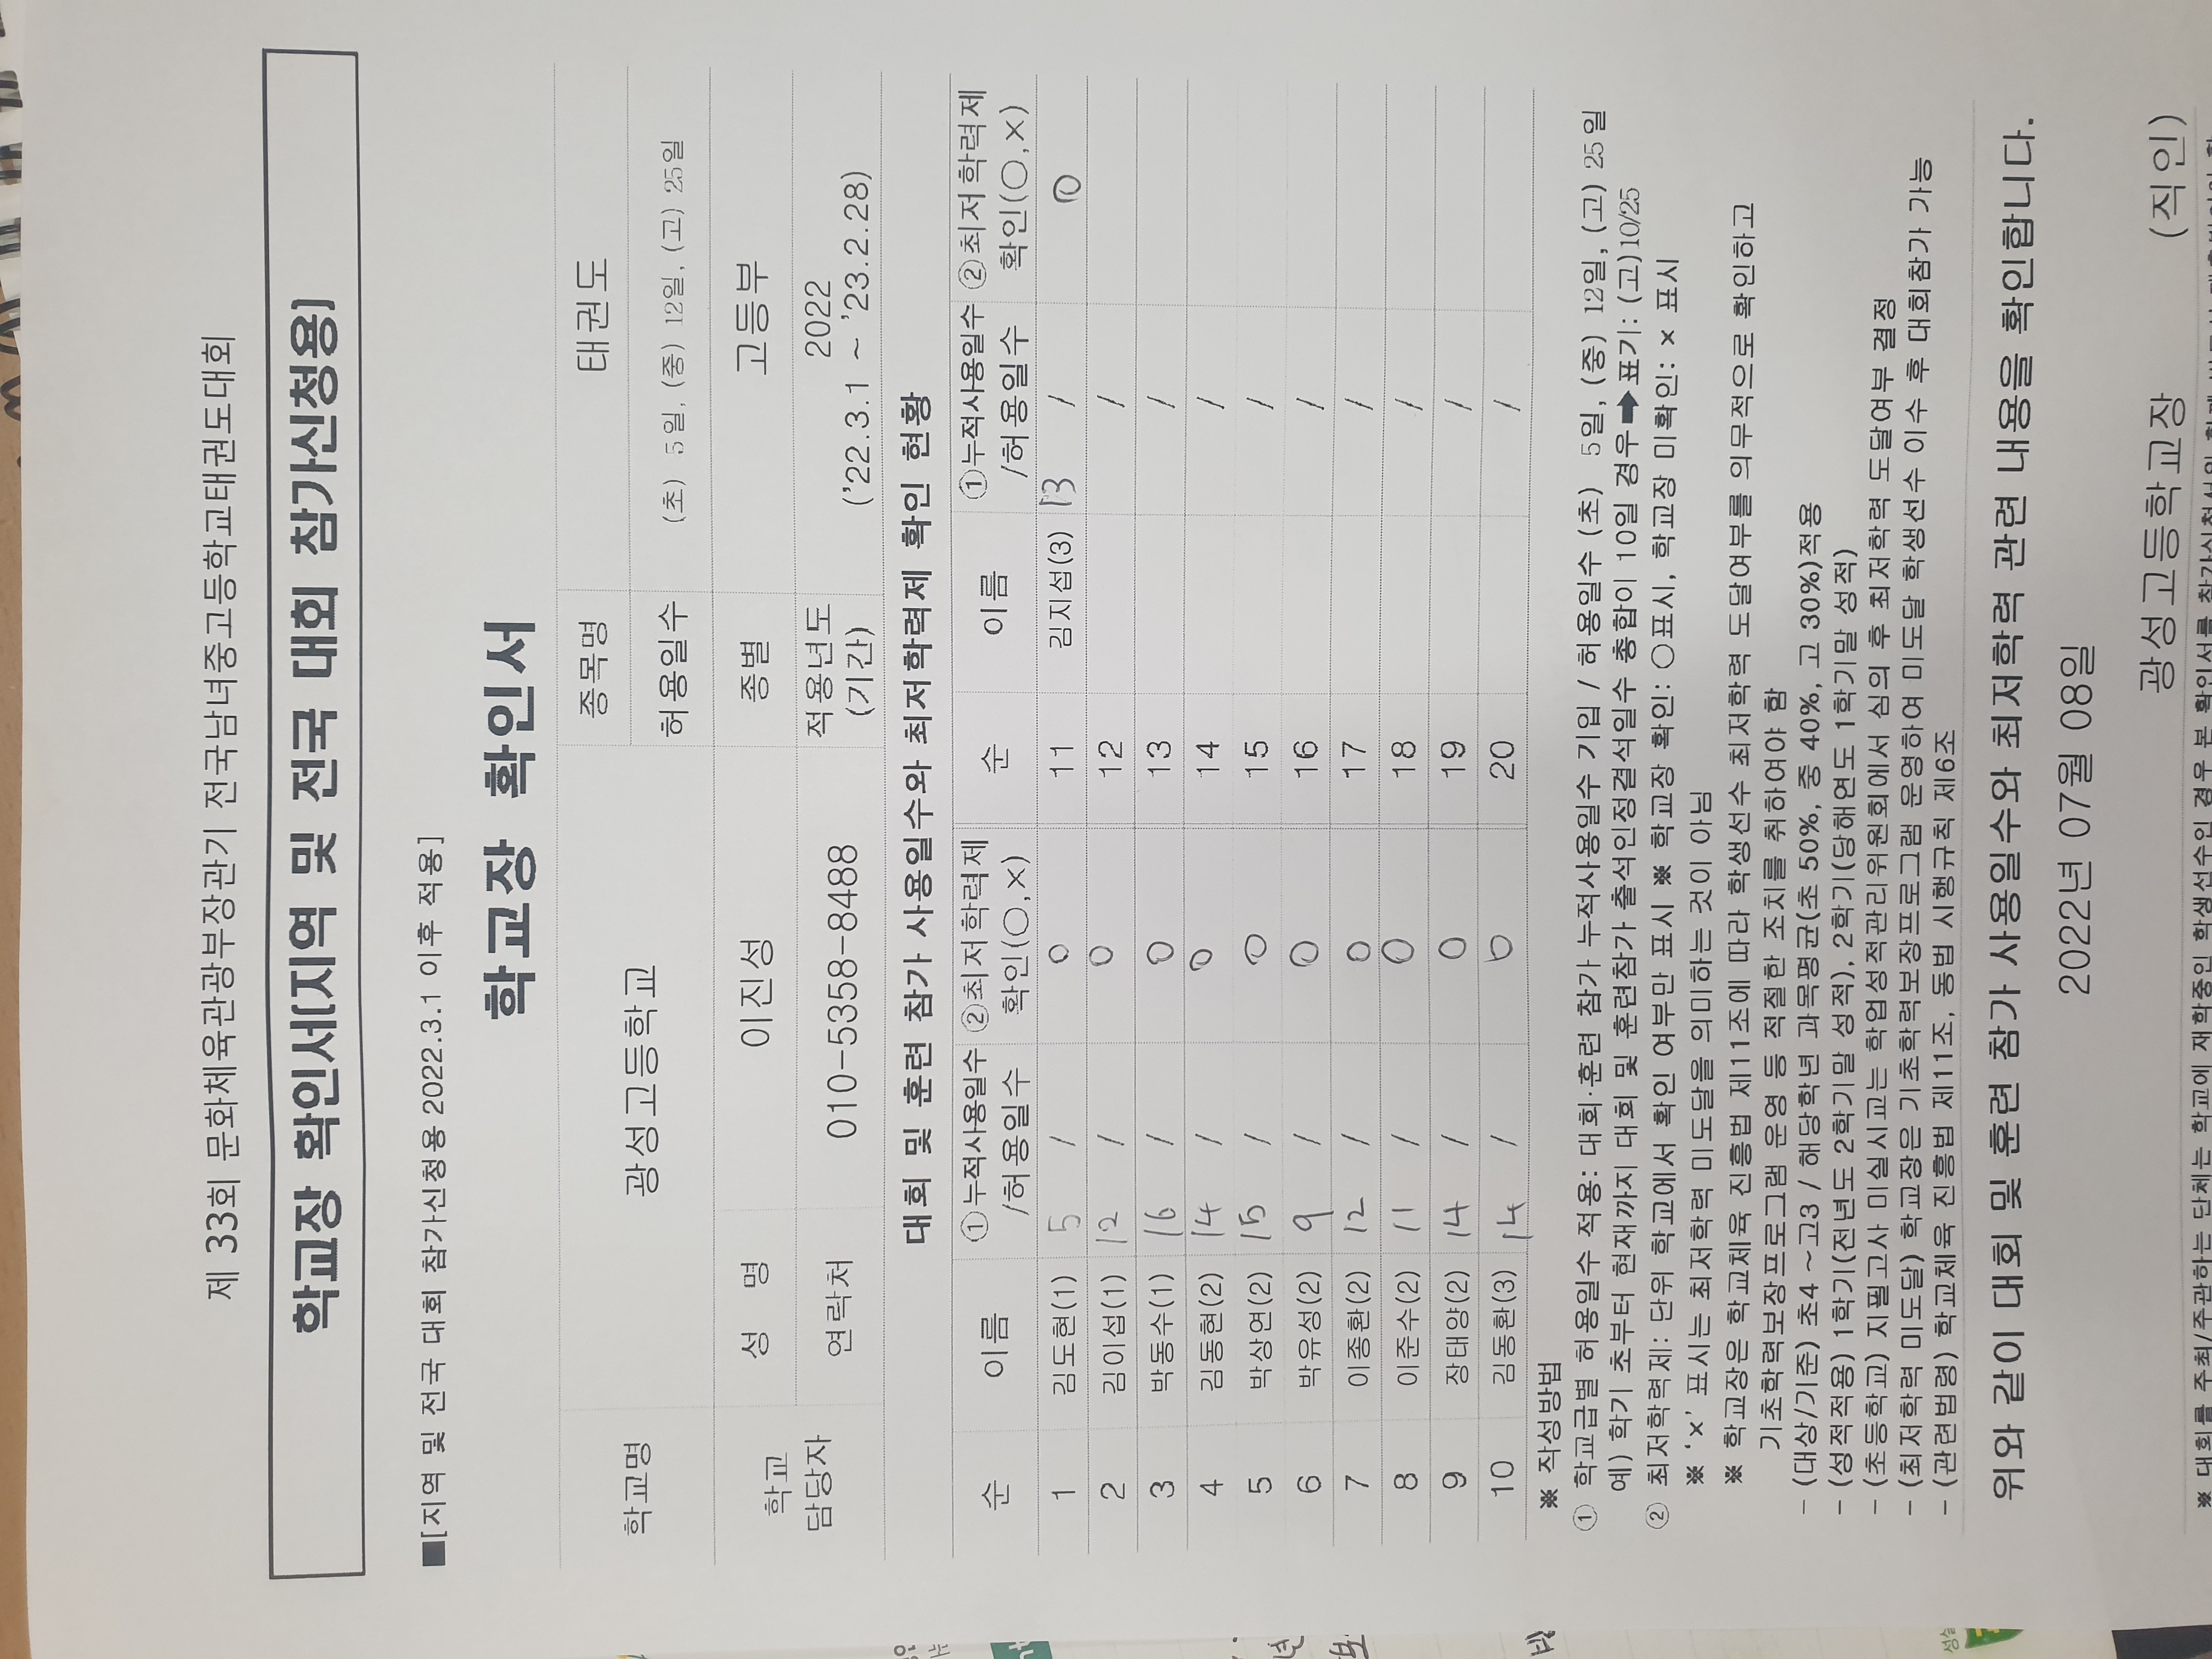 제 33회 문화체육관광부장관기 전국남녀중고등학교태권도대회
학교장 확인서[지역 및 전국 대회 참가신청용]
■[지역 및 전국 대회 참가신청용 2022.3.1 이후 적용]
학교장 확인서
학교명 광성고등학교 종목명 태권도
허용일수 (초) 5일, (중) 12일, (고) 25일
학교 담당자 성 명 이진성 종별 고등부
연락처 010-5358-8488 적용년도 (기간) 2022 ('22.3.1 ~ '23.2.28)
대회 및 훈련 참가 사용일수와 최저학력제 확인 현황
순 이름 ①누적사용일수 /허용일수 ②최저학력제 확인(○,×) 순 이름 ①누적사용일수 /허용일수 ②최저학력제 확인(○,×)
1 김도현(1) 5 / ○ 11 김지섭(3) 13 / ○
2 김이섭(1) 12 / ○ 12 /
3 박동수(1) 16 / ○ 13 /
4 김동현(2) 14 / ○ 14 /
5 박상연(2) 15 / ○ 15 /
6 박유성(2) 9 / ○ 16 /
7 이종환(2) 12 / ○ 17 /
8 이준수(2) 11 / ○ 18 /
9 장태양(2) 14 / ○ 19 /
10 김동환(3) 14 / ○ 20 /
※ 작성방법
① 학교급별 허용일수 적용: 대회·훈련 참가 누적사용일수 기입 / 허용일수 (초) 5일, (중) 12일, (고) 25일
예) 학기 초부터 현재까지 대회 및 훈련참가 출석인정결석일수 총합이 10일 경우➡표기: (고)10/25
② 최저학력제: 단위 학교에서 확인 여부만 표시 ※ 학교장 확인: ○표시, 학교장 미확인: × 표시
※ '×' 표시는 최저학력 미도달을 의미하는 것이 아님
※ 학교장은 학교체육 진흥법 제11조에 따라 학생선수 최저학력 도달여부를 의무적으로 확인하고
기초학력보장프로그램 운영 등 적절한 조치를 취하여야 함
- (대상/기준) 초4 ~고3 / 해당학년 과목평균(초 50%, 중 40%, 고 30%)적용
- (성적적용) 1학기(전년도 2학기말 성적), 2학기(당해연도 1학기말 성적)
- (초등학교) 지필고사 미실시교는 학업성적관리위원회에서 심의 후 최저학력 도달여부 결정
- (최저학력 미도달) 학교장은 기초학력보장프로그램 운영하여 미도달 학생선수 이수 후 대회참가 가능
- (관련법령) 학교체육 진흥법 제11조, 동법 시행규칙 제6조
위와 같이 대회 및 훈련 참가 사용일수와 최저학력 관련 내용을 확인합니다.
2022년 07월 08일
광성고등학교장 (직인)
※ 대회를 주최/주관하는 단체는 학교에 재학중인 학생선수인 경우 본 확인서를